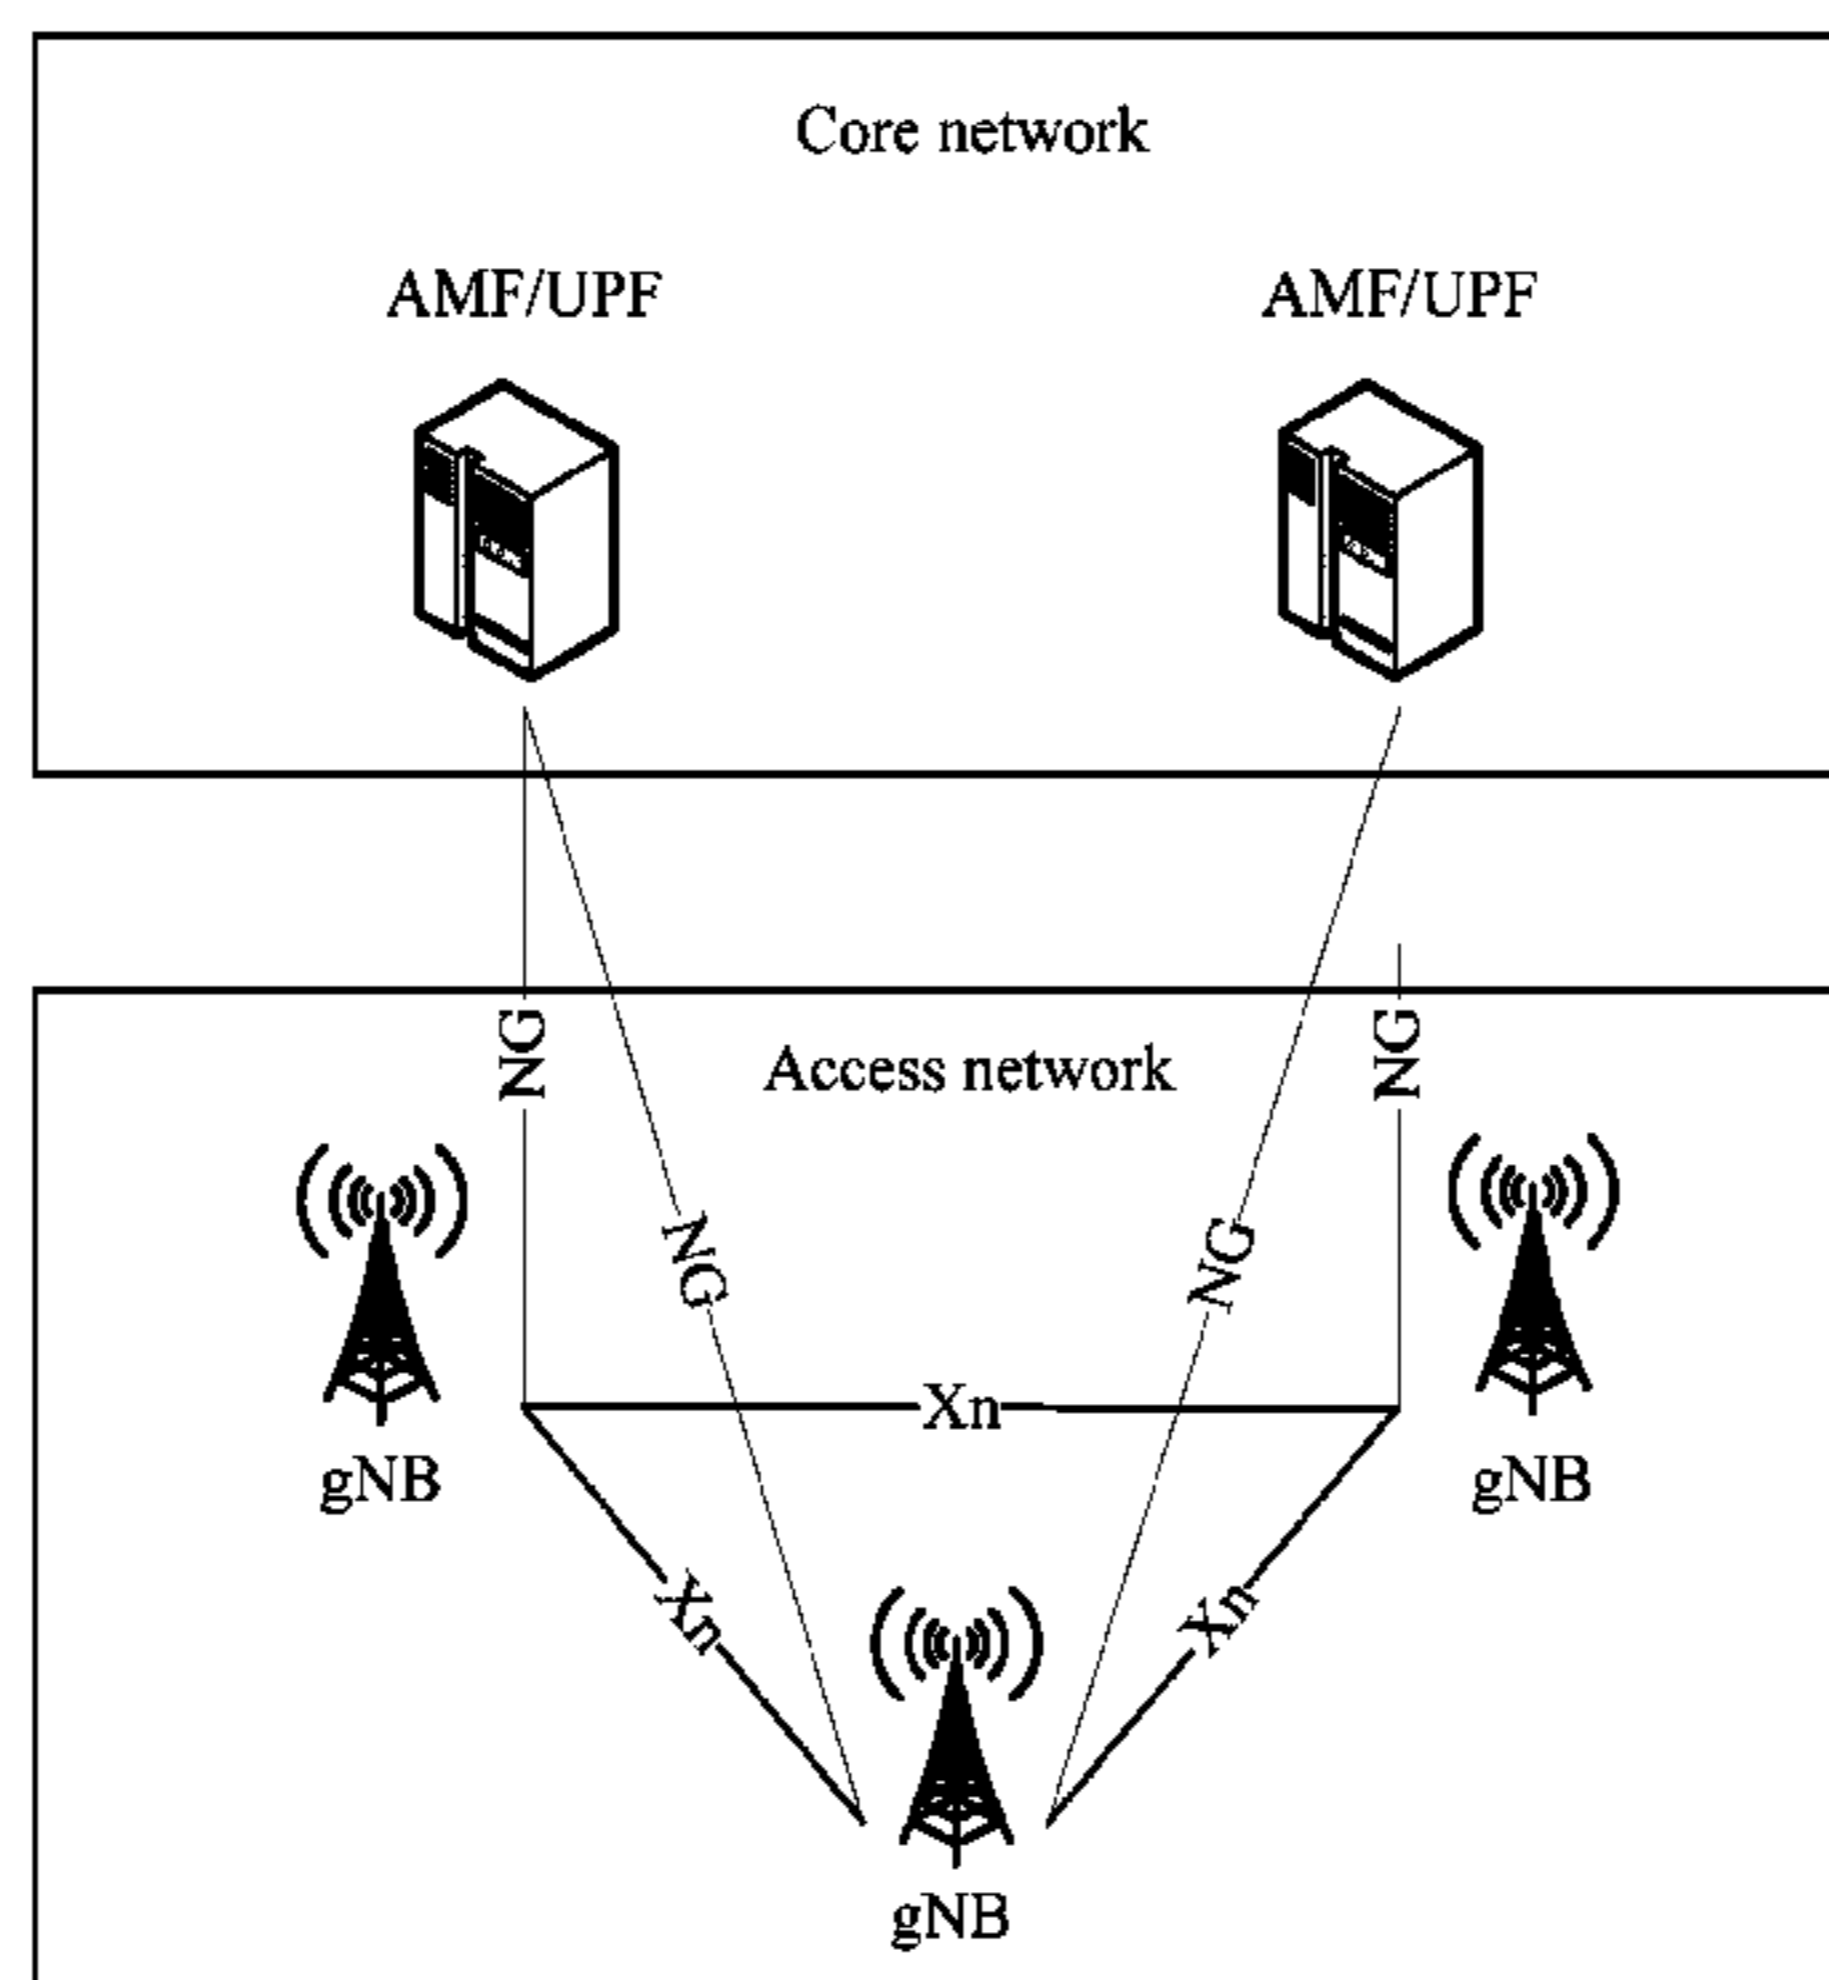 Core network
AMF/UPF
AMF/UPF
NG
NG
Access network
NG
NG
Xn
gNB
gNB
Xn
Xn
gNB